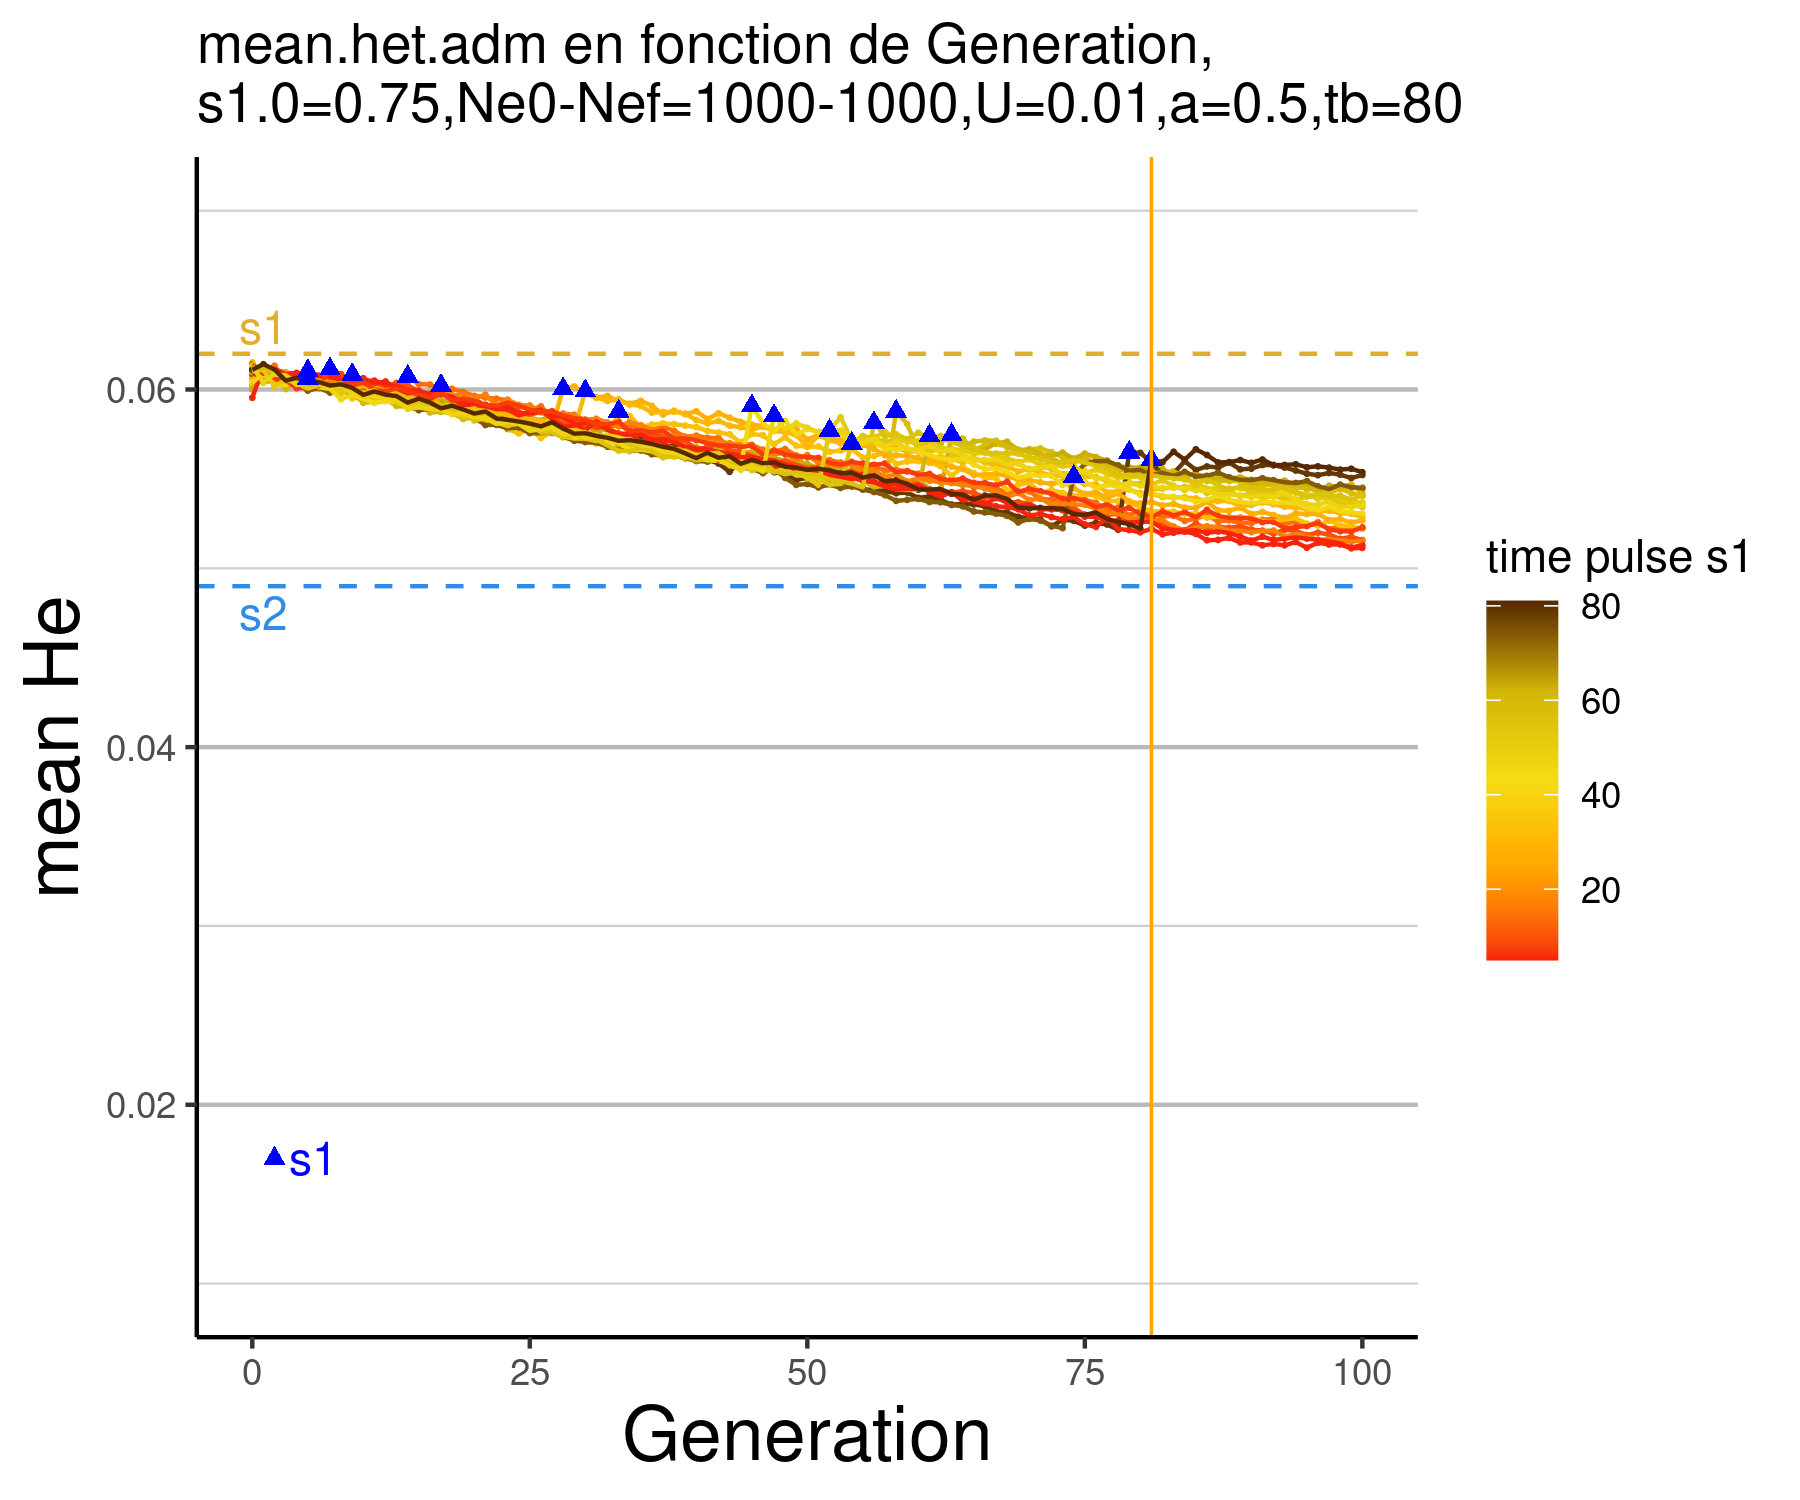 mean.het.adm en fonction de Generation,
s1.0=0.75,Ne0-Nef=1000-1000,U=0.01,a=0.5,tb=80
s1
0.06
s2
0.04
0.02
s1
mean He
0 25 50 75 100
Generation
time pulse s1
80
60
40
20